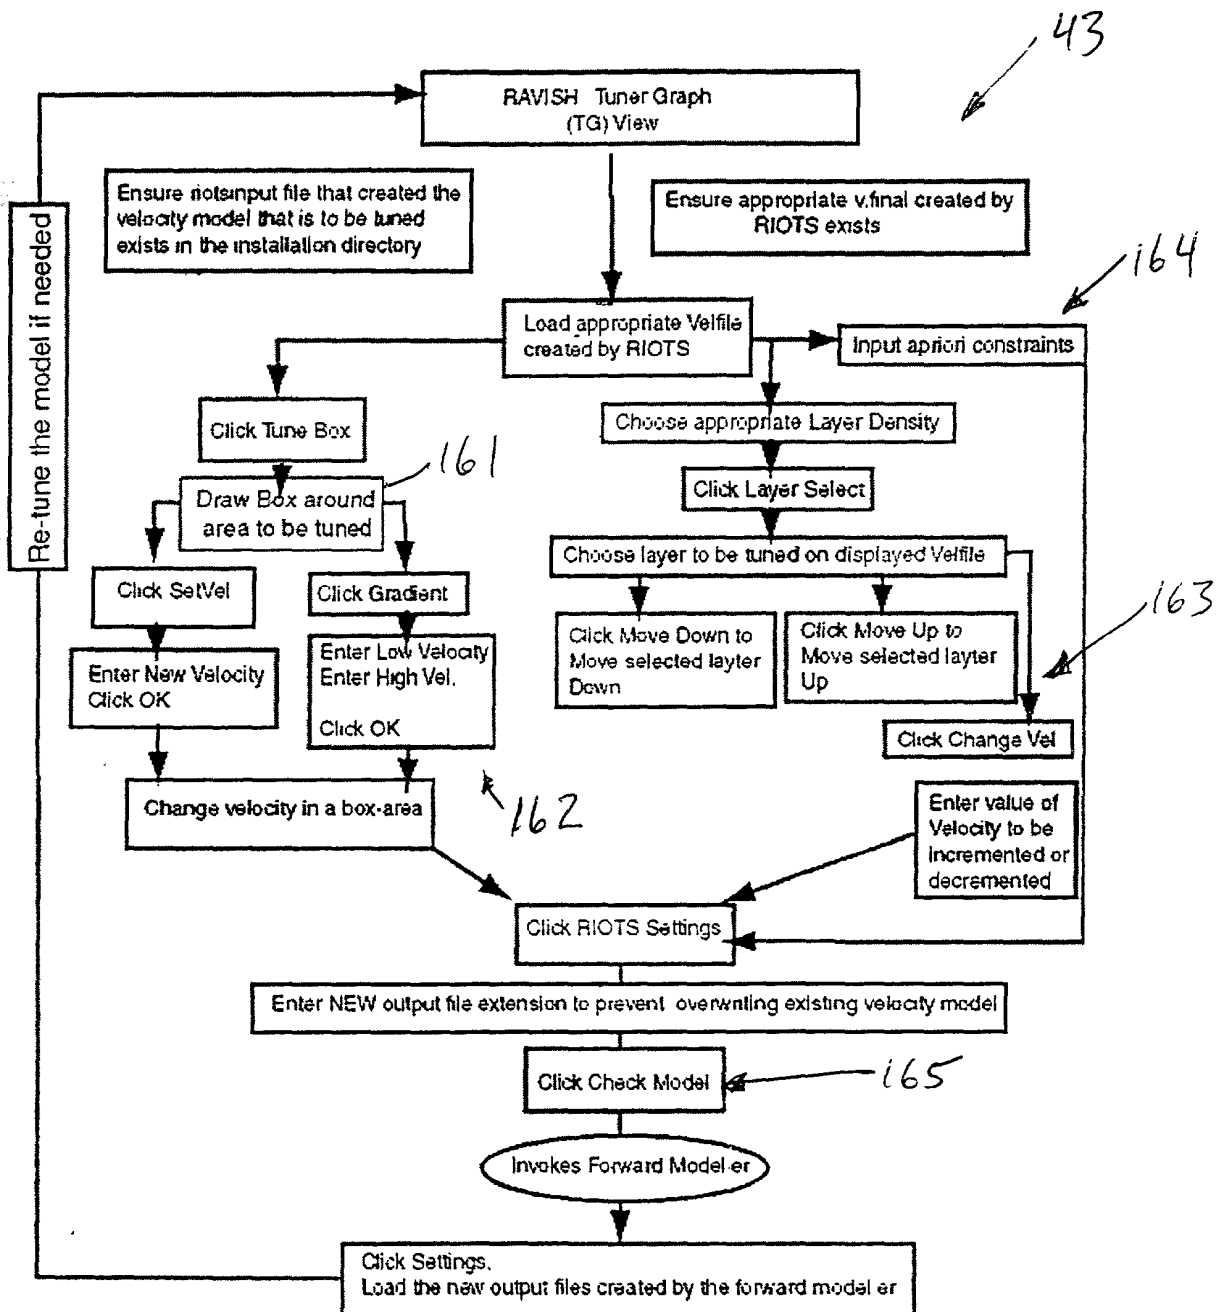 43
RAVISH Tuner Graph
(TG) View
Ensure riotsinput file that created the
velocity model that is to be tuned
exists in the installation directory
Ensure appropriate v.final created by
RIOTS exists
164
Re-tune the model if needed
Load appropriate Velfile
created by RIOTS
Input apriori constraints
Click Tune Box
Choose appropriate Layer Density
161
Draw Box around
area to be tuned
Click Layer Select
Choose layer to be tuned on displayed Velfile
Click SetVel
Click Gradient
163
Enter New Velocity
Click OK
Enter Low Velocity
Enter High Vel.
Click OK
Click Move Down to
Move selected layter
Down
Click Move Up to
Move selected layter
Up
Click Change Vel
Change velocity in a box-area
162
Enter value of
Velocity to be
incremented or
decremented
Click RIOTS Settings
Enter NEW output file extension to prevent overwriting existing velocity model
Click Check Model
165
Invokes Forward Model er
Click Settings.
Load the new output files created by the forward model er